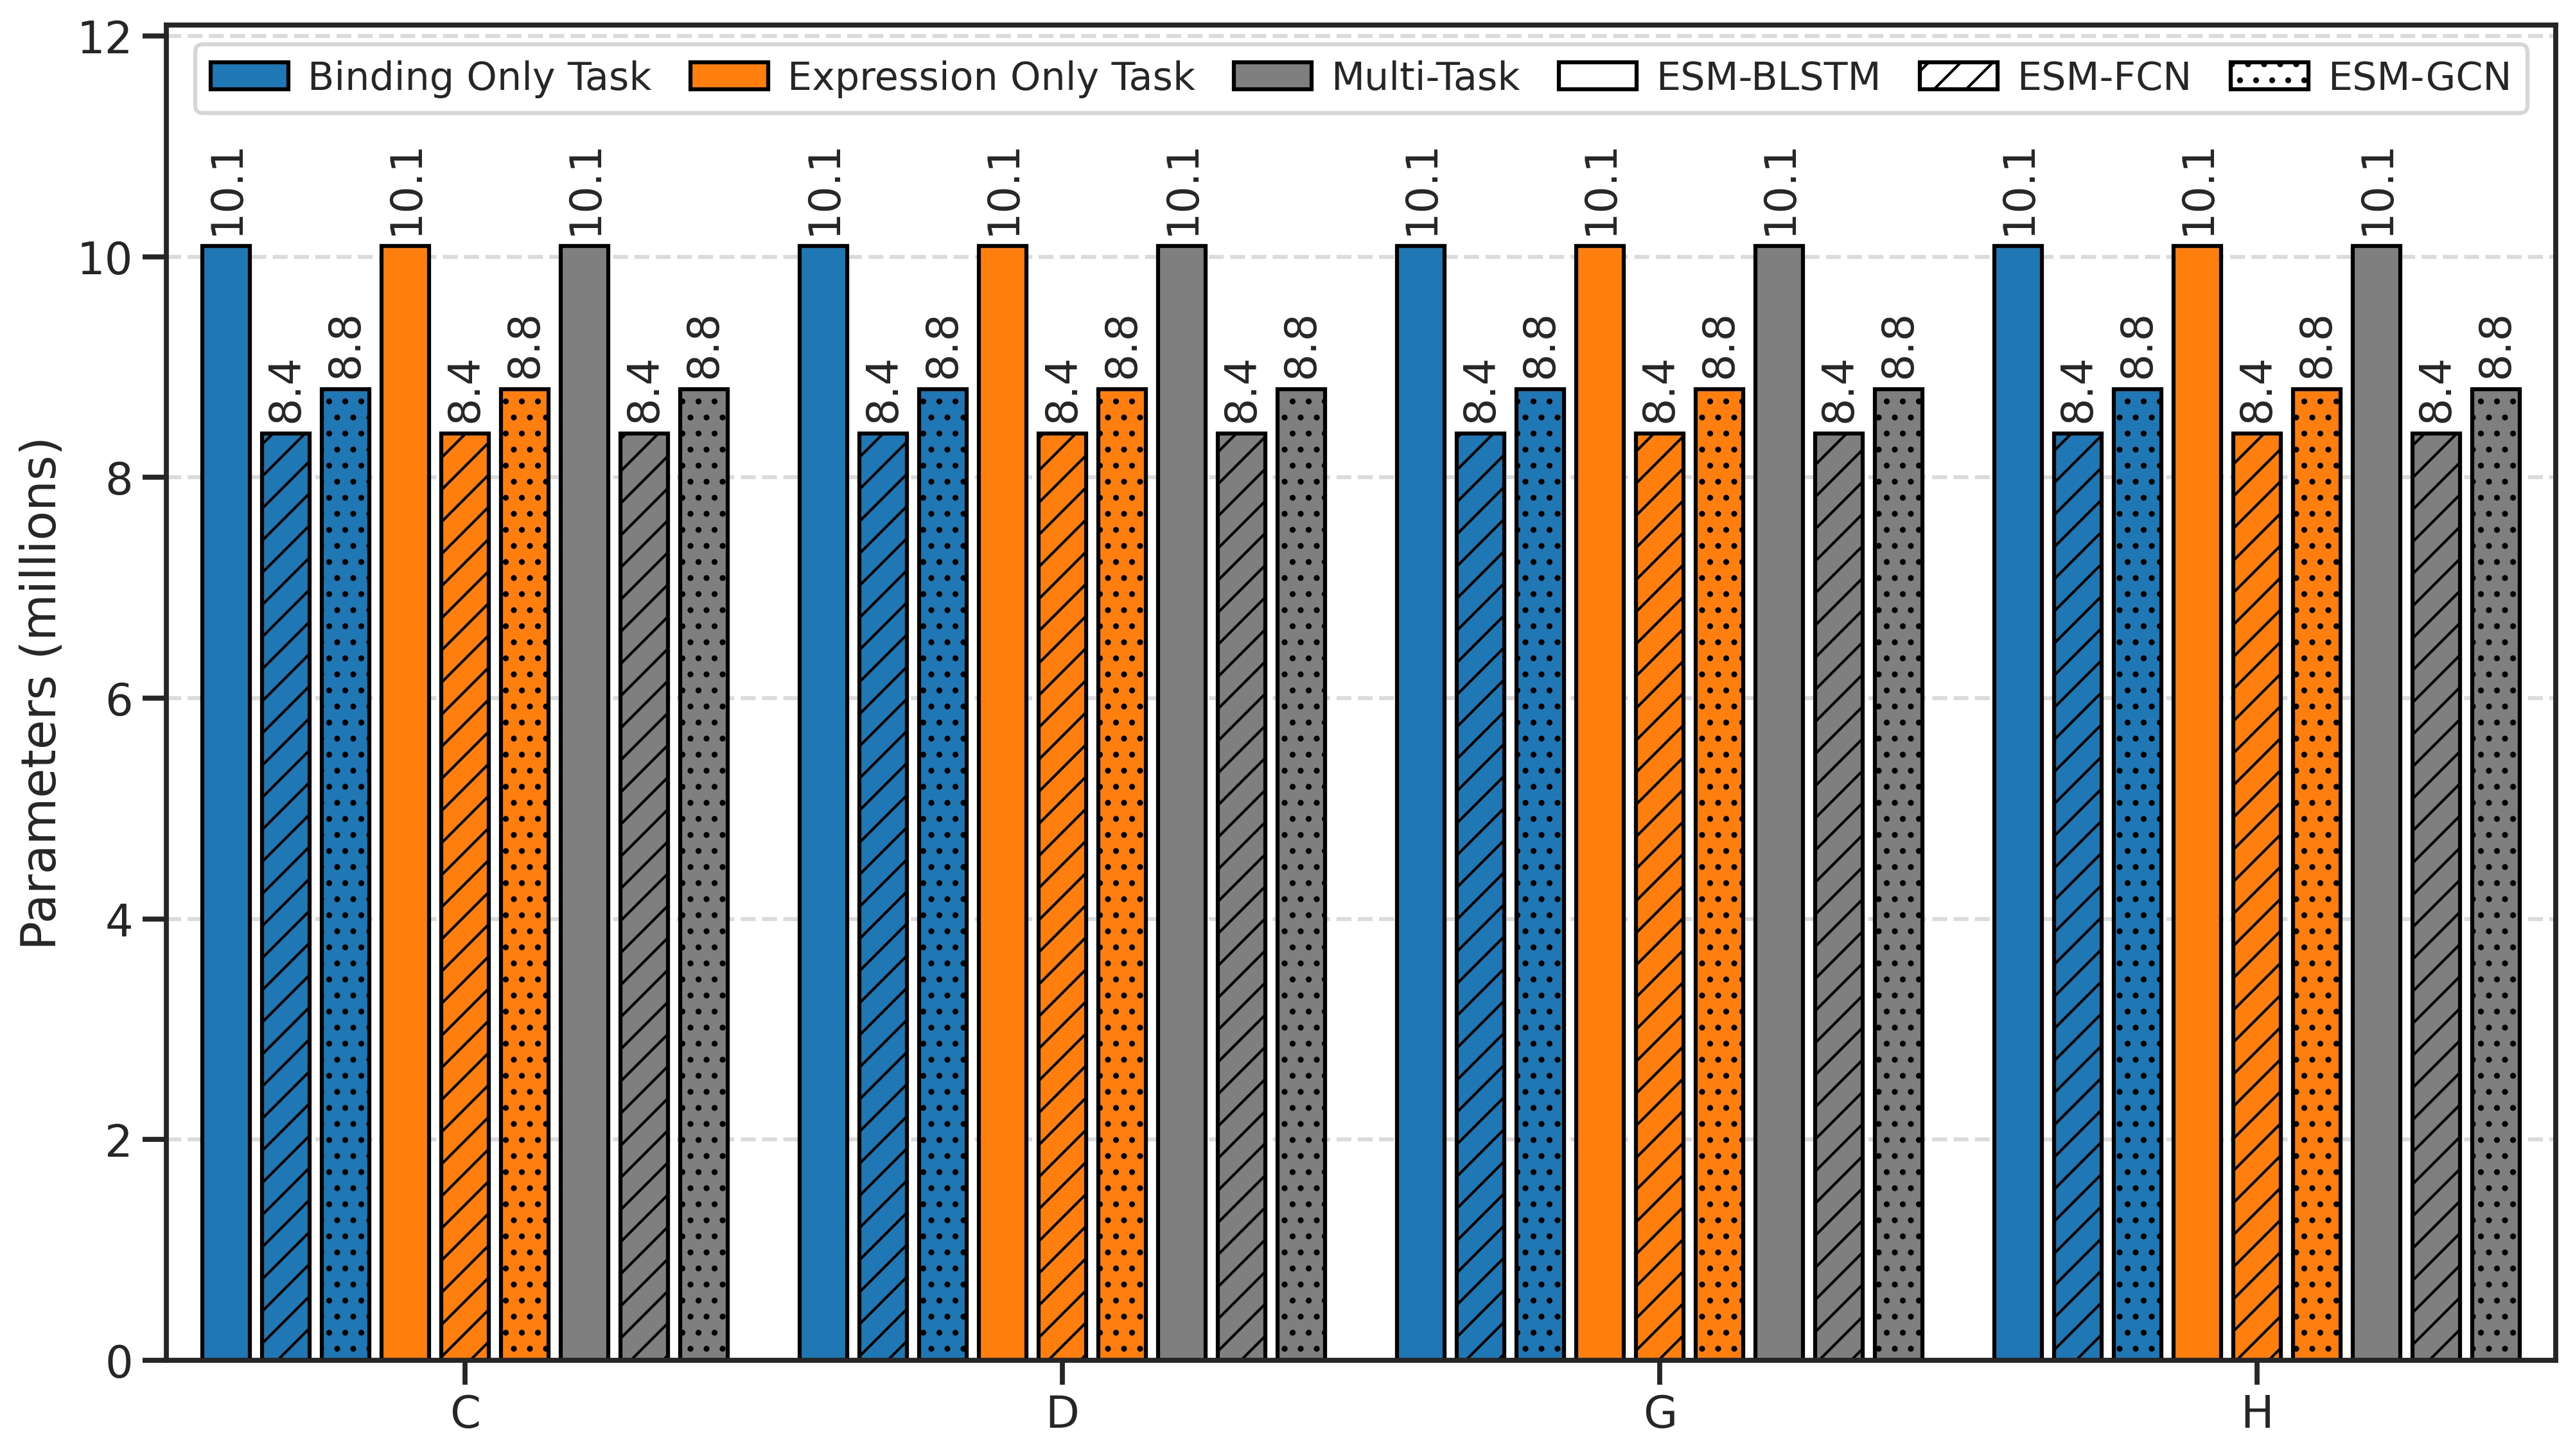 Parameters (millions)
12
10
8
6
4
2
0
Binding Only Task Expression Only Task Multi-Task ESM-BLSTM ESM-FCN ESM-GCN
10.1 8.4 8.8 10.1 8.4 8.8 10.1 8.4 8.8
10.1 8.4 8.8 10.1 8.4 8.8 10.1 8.4 8.8
10.1 8.4 8.8 10.1 8.4 8.8 10.1 8.4 8.8
10.1 8.4 8.8 10.1 8.4 8.8 10.1 8.4 8.8
C D G H